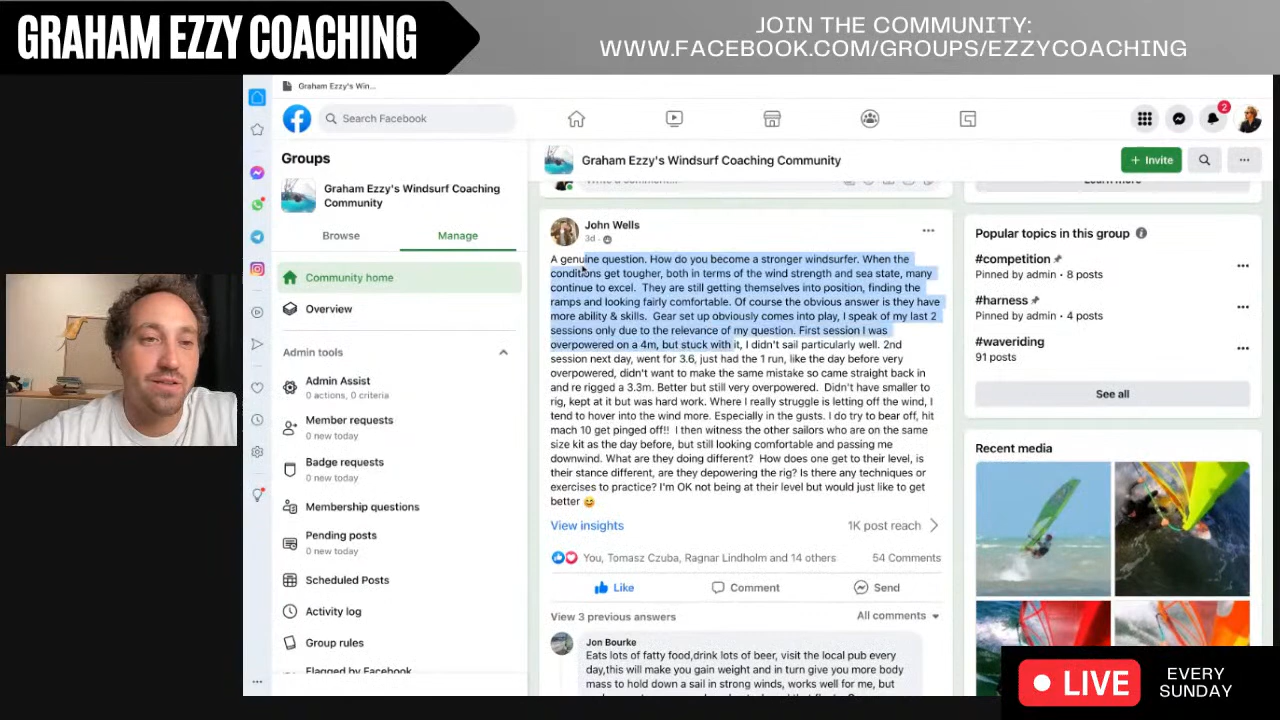 GRAHAM EZZY COACHING
JOIN THE COMMUNITY:
WWW.FACEBOOK.COM/GROUPS/EZZYCOACHING
Graham Ezzy's Win...
Search Facebook
2
Groups
Graham Ezzy's Windsurf Coaching
Community
Browse
Manage
Community home
Overview
Admin tools
Admin Assist
0 actions, 0 criteria
Member requests
0 new today
Badge requests
0 new today
Membership questions
Pending posts
0 new today
Scheduled Posts
Activity log
Group rules
Flagged by Facebook
Graham Ezzy's Windsurf Coaching Community
+ Invite
John Wells
3d
A genuine question. How do you become a stronger windsurfer. When the
conditions get tougher, both in terms of the wind strength and sea state, many
continue to excel. They are still getting themselves into position, finding the
ramps and looking fairly comfortable. Of course the obvious answer is they have
more ability & skills. Gear set up obviously comes into play, I speak of my last 2
sessions only due to the relevance of my question. First session I was
overpowered on a 4m, but stuck with it, I didn't sail particularly well. 2nd
session next day, went for 3.6, just had the 1 run, like the day before very
overpowered, didn't want to make the same mistake so came straight back in
and re rigged a 3.3m. Better but still very overpowered. Didn't have smaller to
rig, kept at it but was hard work. Where I really struggle is letting off the wind, I
tend to hover into the wind more. Especially in the gusts. I do try to bear off, hit
mach 10 get pinged off!! I then witness the other sailors who are on the same
size kit as the day before, but still looking comfortable and passing me
downwind. What are they doing different? How does one get to their level, is
their stance different, are they depowering the rig? Is there any techniques or
exercises to practice? I'm OK not being at their level but would just like to get
better
View insights
1K post reach
You, Tomasz Czuba, Ragnar Lindholm and 14 others
54 Comments
Like
Comment
Send
View 3 previous answers
All comments
Jon Bourke
Eats lots of fatty food,drink lots of beer, visit the local pub every
day,this will make you gain weight and in turn give you more body
mass to hold down a sail in strong winds, works well for me, but
Learn more
Popular topics in this group
#competition
Pinned by admin • 8 posts
#harness
Pinned by admin • 4 posts
#waveriding
91 posts
See all
Recent media
LIVE
EVERY
SUNDAY